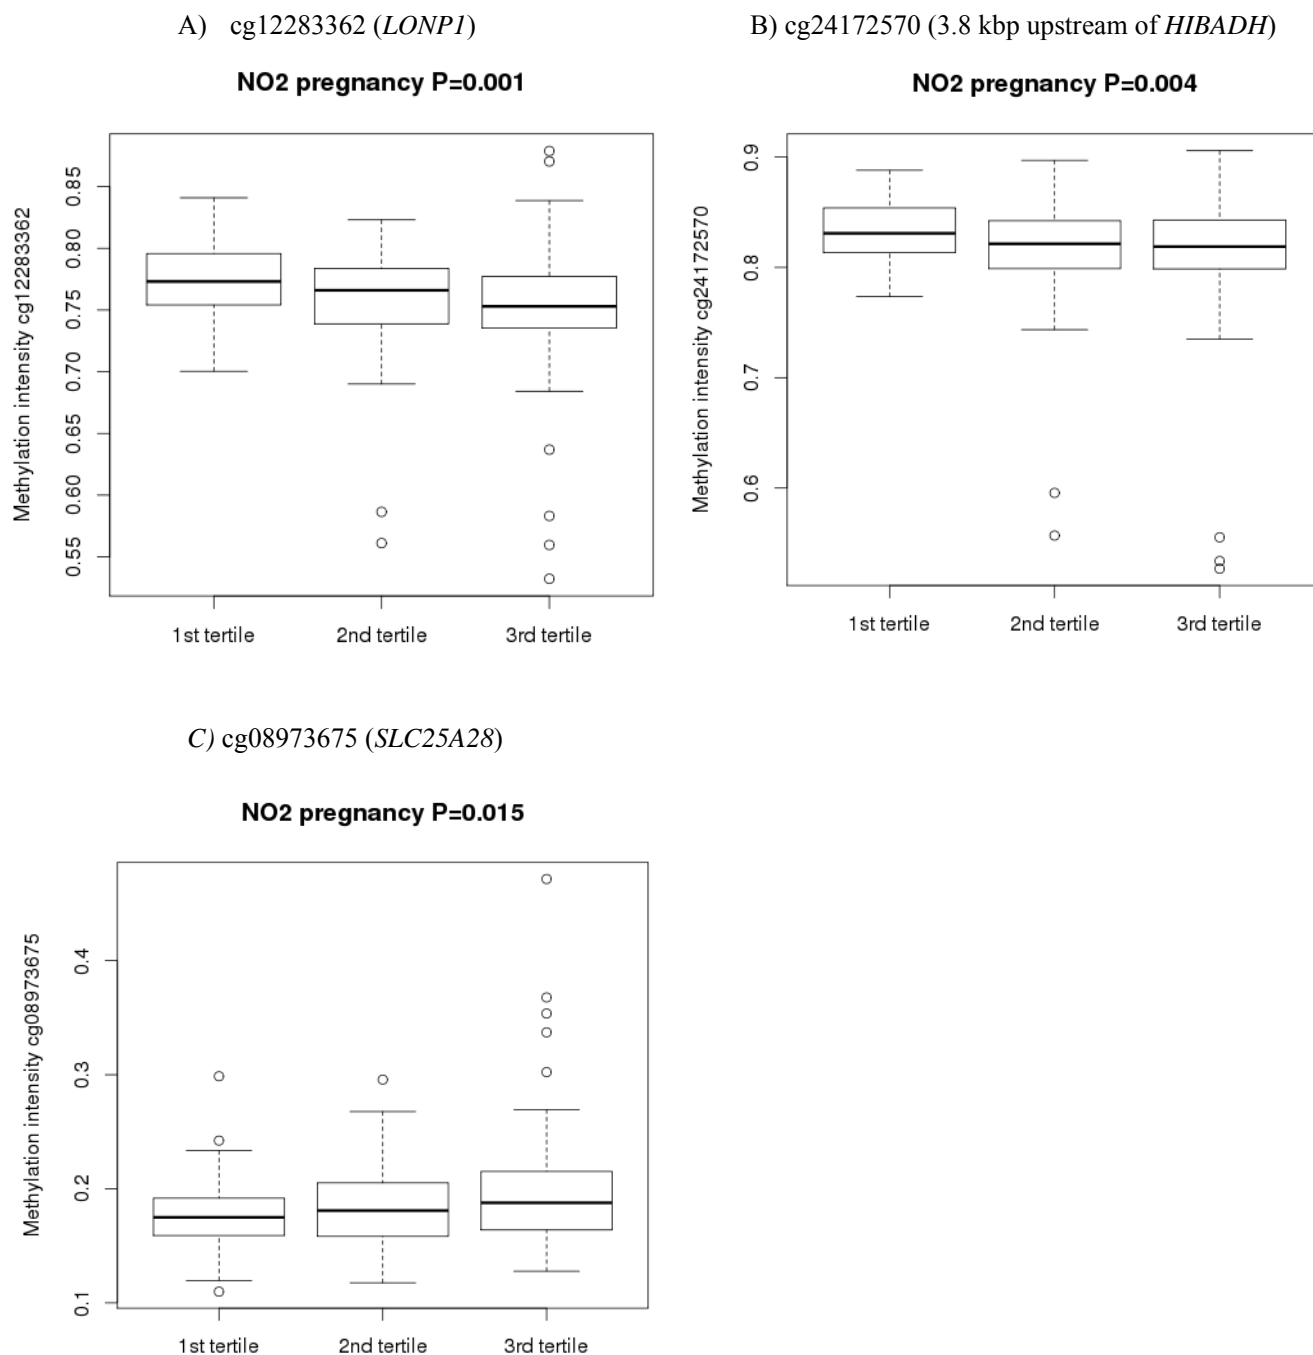 A) cg12283362 (LONP1)
B) cg24172570 (3.8 kbp upstream of HIBADH)
NO2 pregnancy P=0.001
NO2 pregnancy P=0.004
Methylation intensity cg12283362
0.85
0.80
0.75
0.70
0.65
0.60
0.55
1st tertile
2nd tertile
3rd tertile
Methylation intensity cg24172570
0.9
0.8
0.7
0.6
1st tertile
2nd tertile
3rd tertile
C) cg08973675 (SLC25A28)
NO2 pregnancy P=0.015
Methylation intensity cg08973675
0.4
0.3
0.2
0.1
1st tertile
2nd tertile
3rd tertile